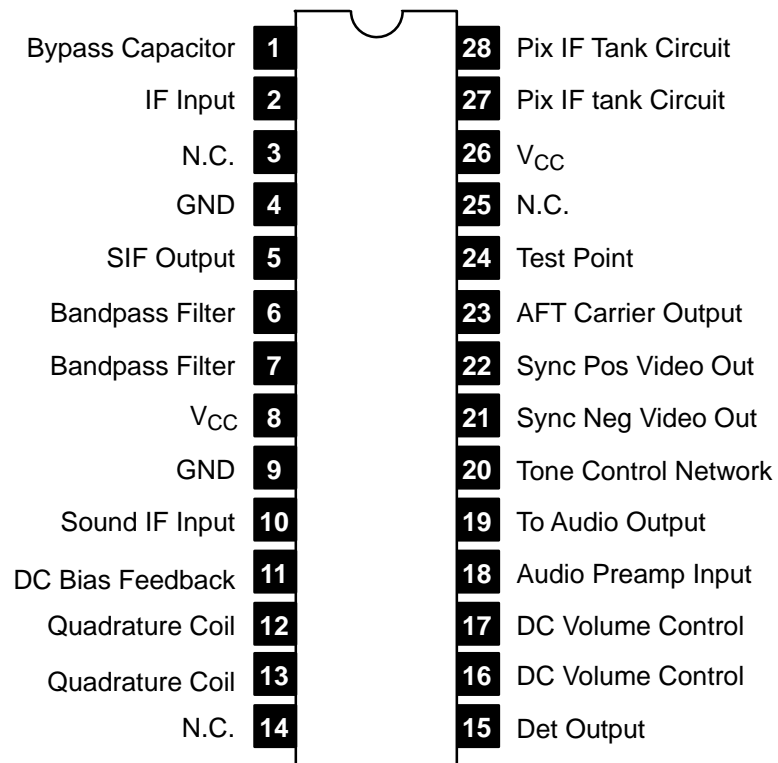 Bypass Capacitor 1 28 Pix IF Tank Circuit
IF Input 2 27 Pix IF tank Circuit
N.C. 3 26 VCC
GND 4 25 N.C.
SIF Output 5 24 Test Point
Bandpass Filter 6 23 AFT Carrier Output
Bandpass Filter 7 22 Sync Pos Video Out
VCC 8 21 Sync Neg Video Out
GND 9 20 Tone Control Network
Sound IF Input 10 19 To Audio Output
DC Bias Feedback 11 18 Audio Preamp Input
Quadrature Coil 12 17 DC Volume Control
Quadrature Coil 13 16 DC Volume Control
N.C. 14 15 Det Output